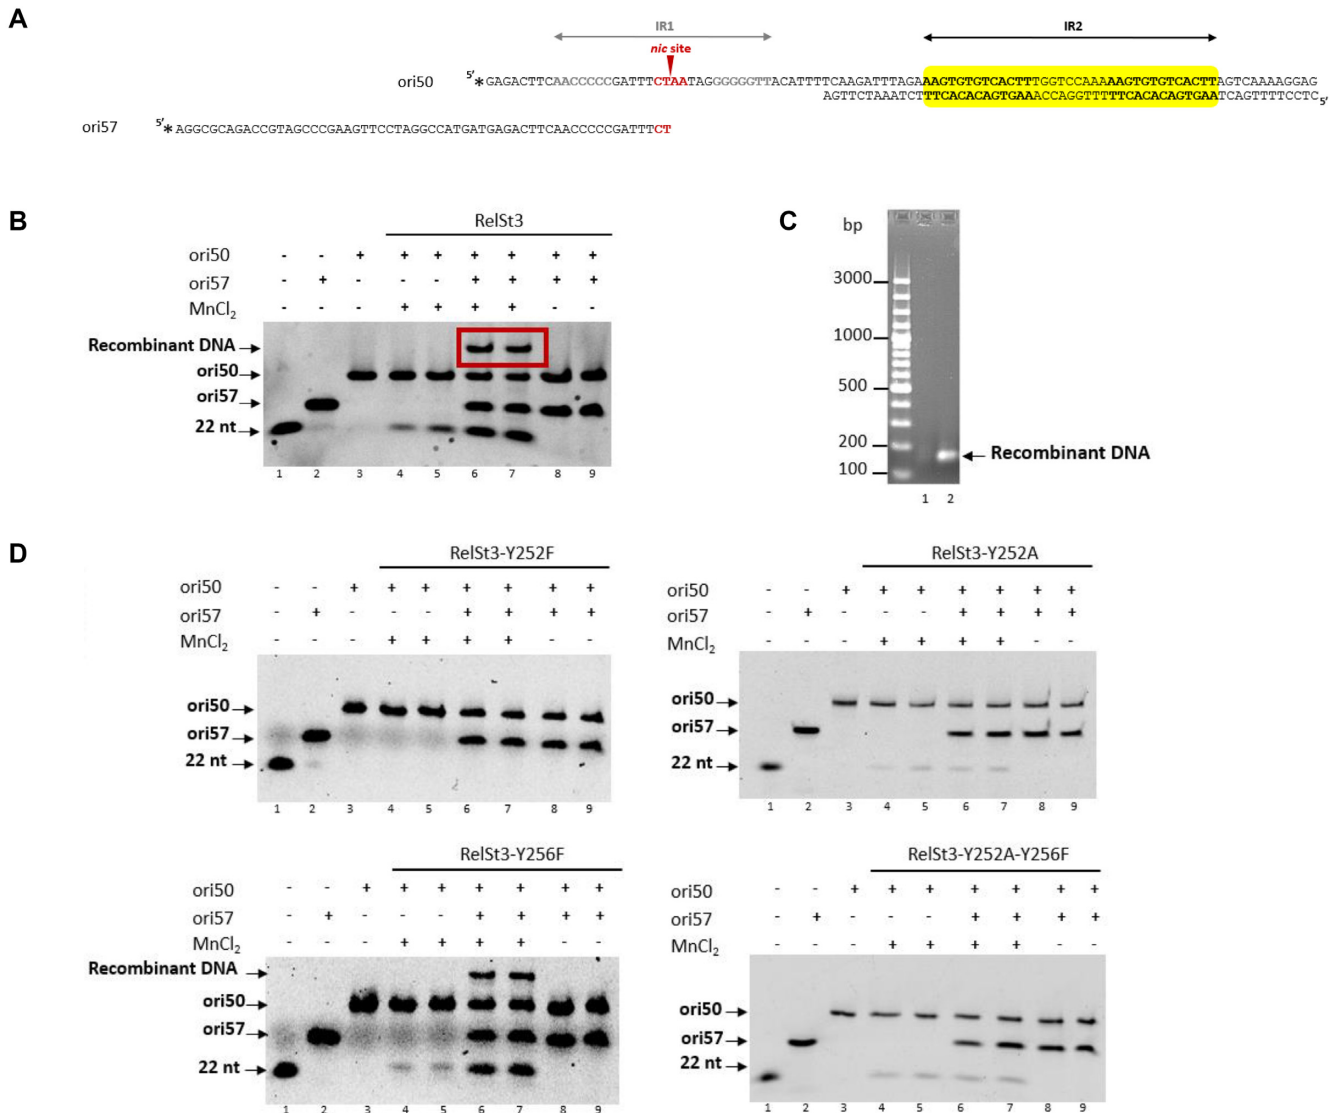 A
IR1 IR2
nic site
ori50 5' *GAGACTTCAACCCCCGATTTCTAATAGGGGGGTTACATTTTCAAGATTTAGAAAGTGTGTCACTTTGGTCCAAAAAGTGTGTCACTTAGTCAAAAGGAG
AGTTCTAAATCTTTCACACAGTGAAACCAGGTTTTTCACACAGTGAATCAGTTTTCCTC 5'
ori57 5' *AGGCGCAGACCGTAGCCCGAAGTTCCTAGGCCATGATGAGACTTCAACCCCCGATTTCT
B
RelSt3
ori50 - - + + + + + + +
ori57 - + - - - + + + +
MnCl2 - - - + + + + - -
Recombinant DNA
ori50
ori57
22 nt
1 2 3 4 5 6 7 8 9
C
bp
3000
1000
500
200
100
Recombinant DNA
1 2
D
RelSt3-Y252F
ori50 - - + + + + + + +
ori57 - + - - - + + + +
MnCl2 - - - + + + + - -
ori50
ori57
22 nt
1 2 3 4 5 6 7 8 9
RelSt3-Y252A
ori50 - - + + + + + + +
ori57 - + - - - + + + +
MnCl2 - - - + + + + - -
ori50
ori57
22 nt
1 2 3 4 5 6 7 8 9
RelSt3-Y256F
ori50 - - + + + + + + +
ori57 - + - - - + + + +
MnCl2 - - - + + + + - -
Recombinant DNA
ori50
ori57
22 nt
1 2 3 4 5 6 7 8 9
RelSt3-Y252A-Y256F
ori50 - - + + + + + + +
ori57 - + - - - + + + +
MnCl2 - - - + + + + - -
ori50
ori57
22 nt
1 2 3 4 5 6 7 8 9